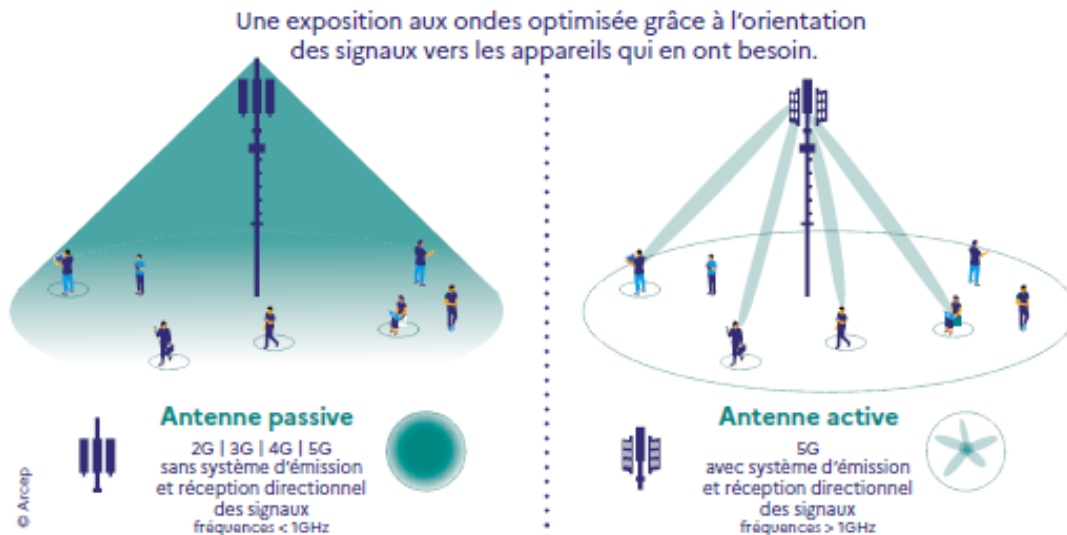 Une exposition aux ondes optimisée grâce à l'orientation
des signaux vers les appareils qui en ont besoin.
Antenne passive
2G | 3G | 4G | 5G
sans système d'émission
et réception directionnel
des signaux
fréquences < 1GHz
Antenne active
5G
avec système d'émission
et réception directionnel
des signaux
fréquences > 1GHz
© Arcep